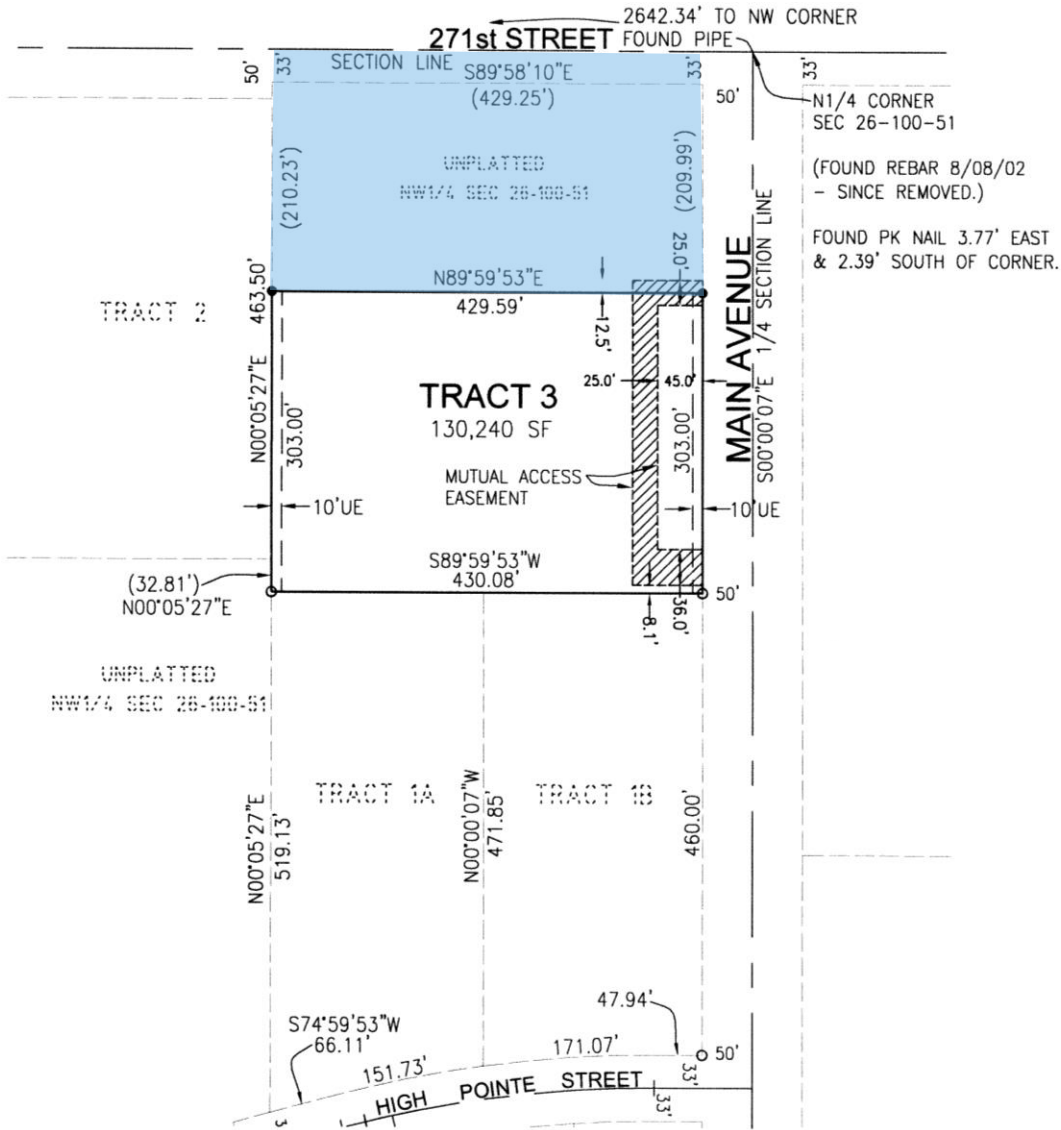 2642.34' TO NW CORNER
FOUND PIPE
271st STREET
SECTION LINE
S89°58'10"E
(429.25')
50'
33'
33'
50'
33'
N1/4 CORNER
SEC 26-100-51
(FOUND REBAR 8/08/02
- SINCE REMOVED.)
FOUND PK NAIL 3.77' EAST
& 2.39' SOUTH OF CORNER.
(210.23')
UNPLATTED
NW1/4 SEC 26-100-51
(209.99')
25.0'
MAIN AVENUE
S00°00'07"E 1/4 SECTION LINE
N89°59'53"E
429.59'
12.5'
TRACT 2
463.50'
N00°05'27"E
303.00'
TRACT 3
130,240 SF
25.0'
45.0'
303.00'
MUTUAL ACCESS
EASEMENT
10'UE
10'UE
S89°59'53"W
430.08'
(32.81')
N00°05'27"E
50'
8.1'
36.0'
UNPLATTED
NW1/4 SEC 26-100-51
TRACT 1A
TRACT 1B
N00°05'27"E
519.13'
N00°00'07"W
471.85'
460.00'
S74°59'53"W
66.11'
47.94'
151.73'
171.07'
50'
33'
33'
HIGH POINTE STREET